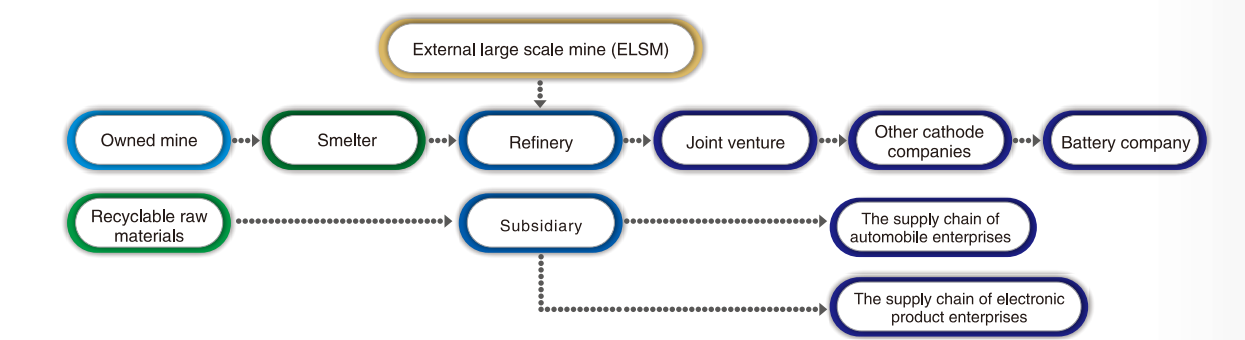 External large scale mine (ELSM)
Owned mine
Smelter
Refinery
Joint venture
Other cathode
companies
Battery company
Recyclable raw
materials
Subsidiary
The supply chain of
automobile enterprises
The supply chain of electronic
product enterprises